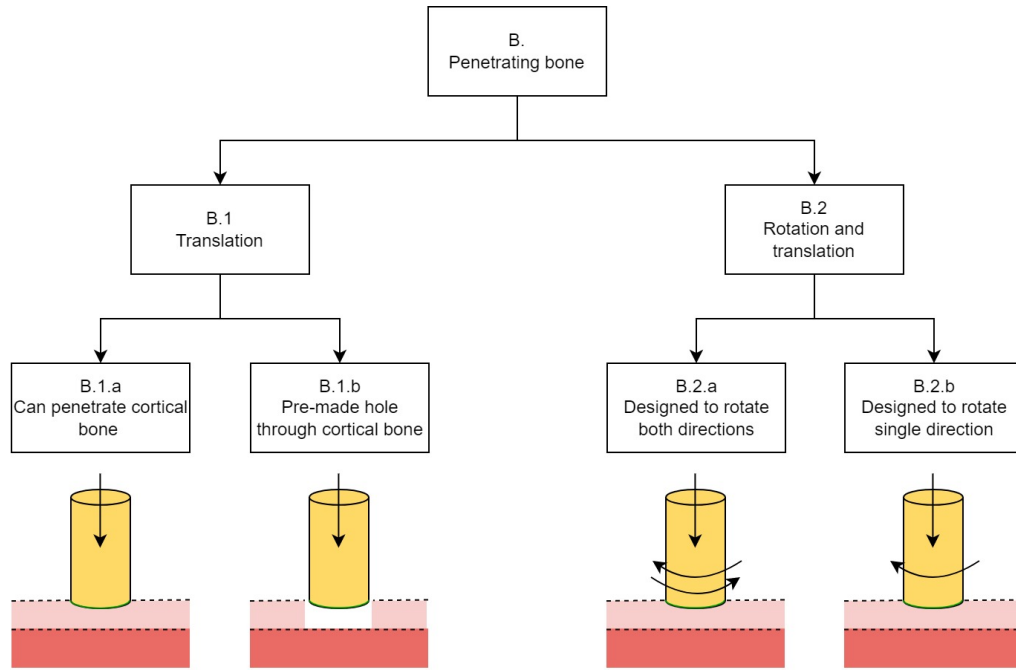 B.
Penetrating bone
B.1
Translation
B.2
Rotation and
translation
B.1.a
Can penetrate cortical
bone
B.1.b
Pre-made hole
through cortical bone
B.2.a
Designed to rotate
both directions
B.2.b
Designed to rotate
single direction